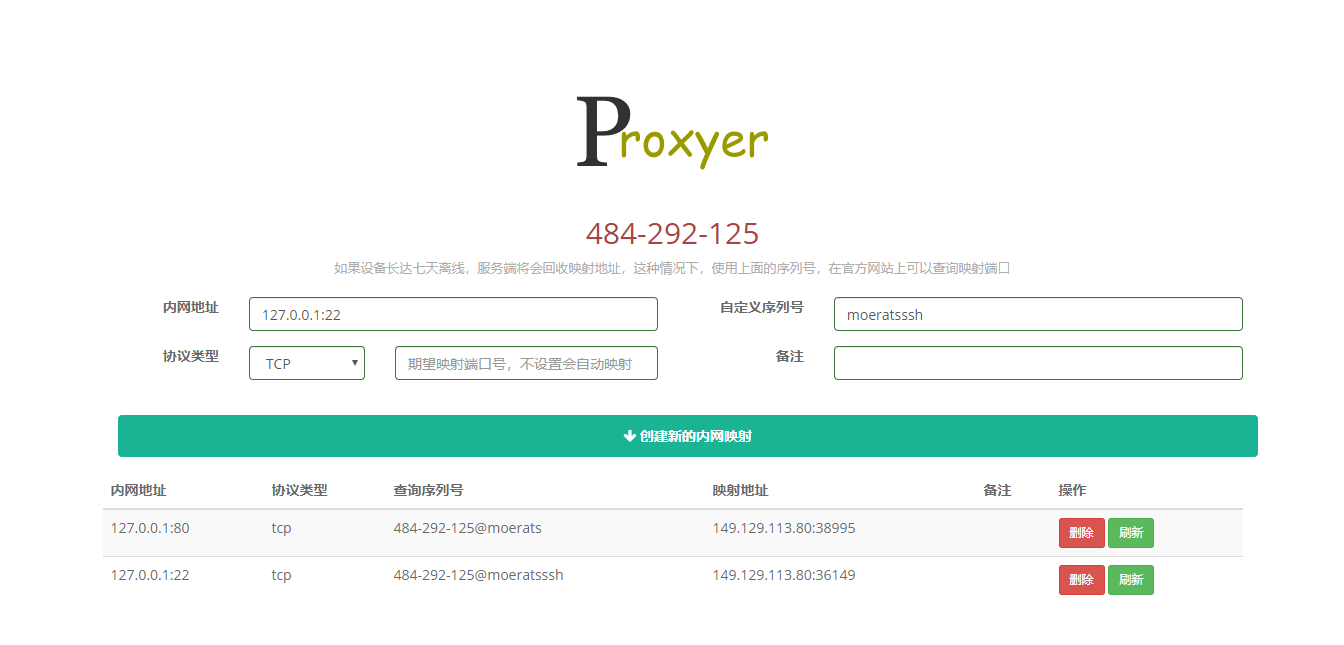 Proxyer
484-292-125
如果设备长达七天离线，服务端将会回收映射地址，这种情况下，使用上面的序列号，在官方网站上可以查询映射端口
内网地址 127.0.0.1:22 自定义序列号 moeratsssh
协议类型 TCP 期望映射端口号，不设置会自动映射 备注
创建新的内网映射
内网地址 协议类型 查询序列号 映射地址 备注 操作
127.0.0.1:80 tcp 484-292-125@moerats 149.129.113.80:38995 删除 刷新
127.0.0.1:22 tcp 484-292-125@moeratsssh 149.129.113.80:36149 删除 刷新